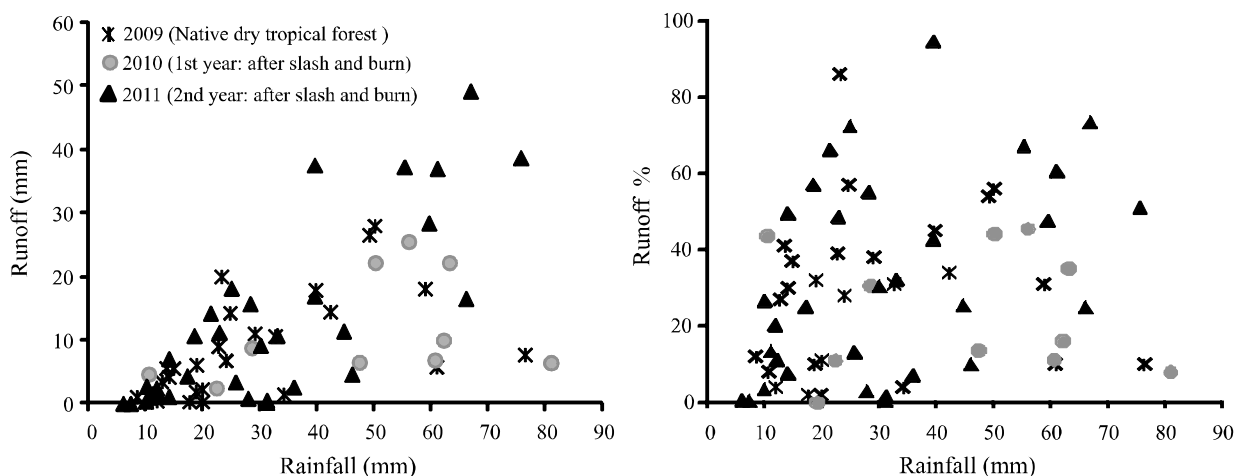 60
50
40
30
20
10
0
Runoff (mm)
2009 (Native dry tropical forest )
2010 (1st year: after slash and burn)
2011 (2nd year: after slash and burn)
0 10 20 30 40 50 60 70 80 90
Rainfall (mm)
100
80
60
40
20
0
Runoff %
0 10 20 30 40 50 60 70 80 90
Rainfall (mm)